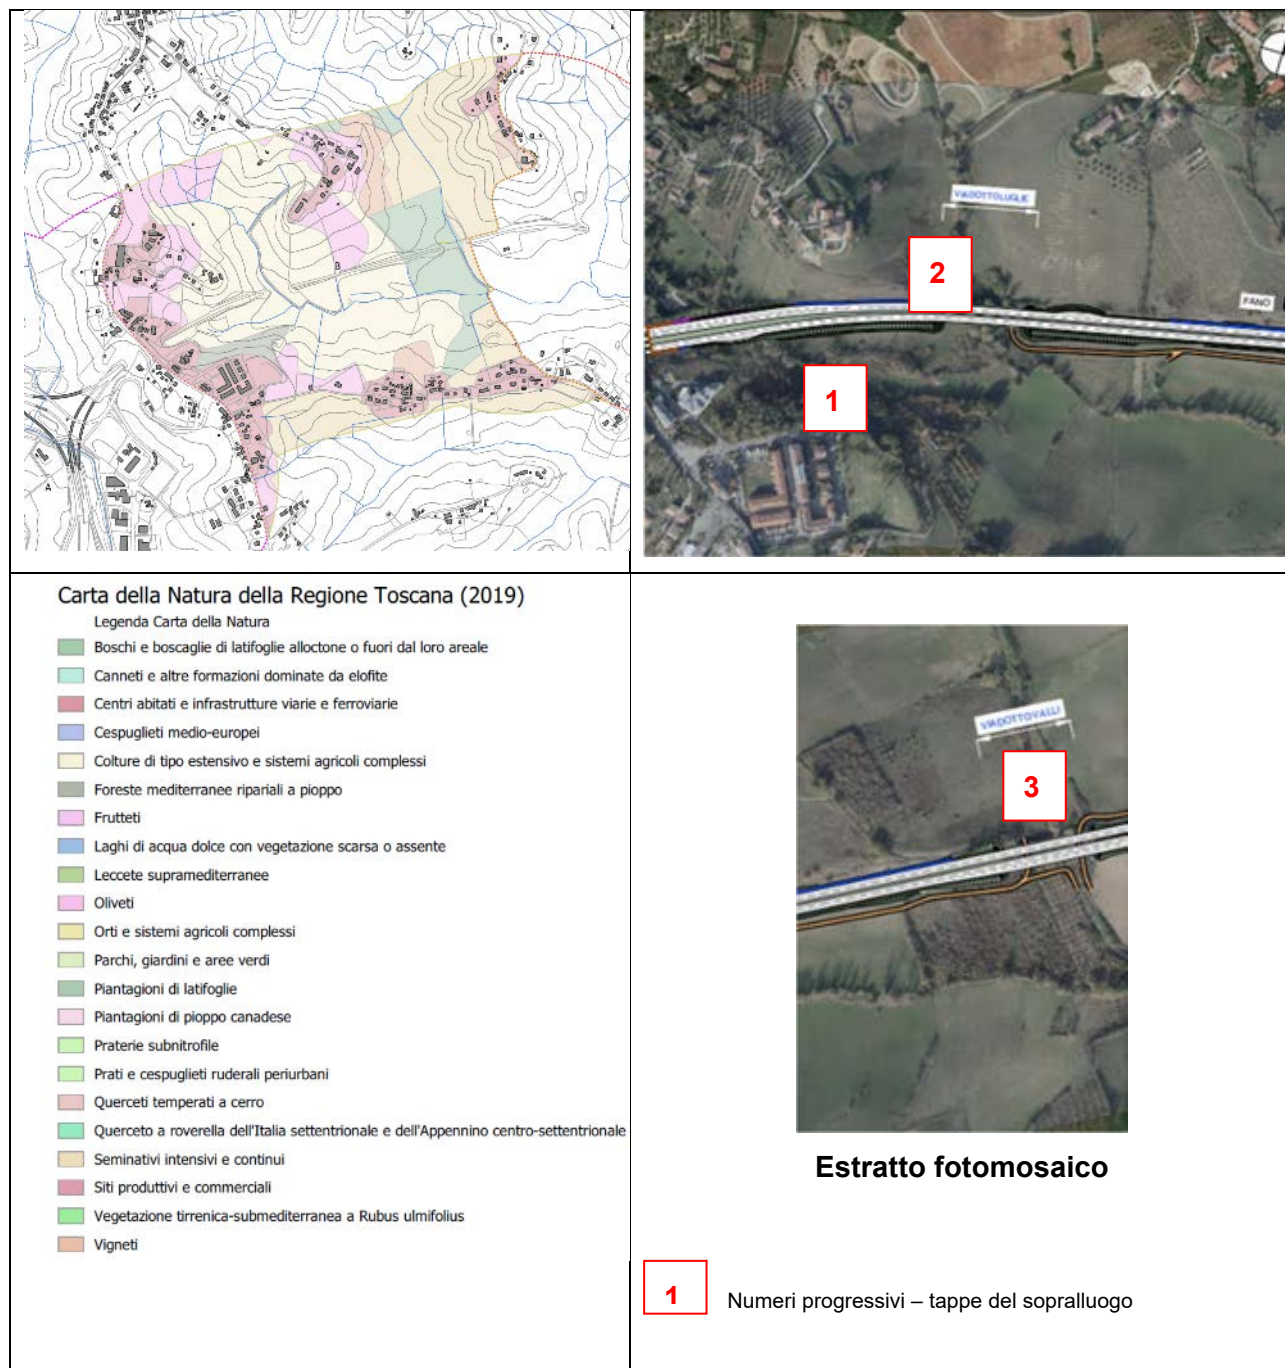 VIADOTTO LUGLIE
2
FANO
1
Carta della Natura della Regione Toscana (2019)
Legenda Carta della Natura
Boschi e boscaglie di latifoglie alloctone o fuori dal loro areale
Canneti e altre formazioni dominate da elofite
Centri abitati e infrastrutture viarie e ferroviarie
Cespuglieti medio-europei
Colture di tipo estensivo e sistemi agricoli complessi
Foreste mediterranee ripariali a pioppo
Frutteti
Laghi di acqua dolce con vegetazione scarsa o assente
Leccete supramediterranee
Oliveti
Orti e sistemi agricoli complessi
Parchi, giardini e aree verdi
Piantagioni di latifoglie
Piantagioni di pioppo canadese
Praterie subnitrofile
Prati e cespuglieti ruderali periurbani
Querceti temperati a cerro
Querceto a roverella dell'Italia settentrionale e dell'Appennino centro-settentrionale
Seminativi intensivi e continui
Siti produttivi e commerciali
Vegetazione tirrenica-submediterranea a Rubus ulmifolius
Vigneti
VIADOTTO VALLI
3
Estratto fotomosaico
1 Numeri progressivi – tappe del sopralluogo